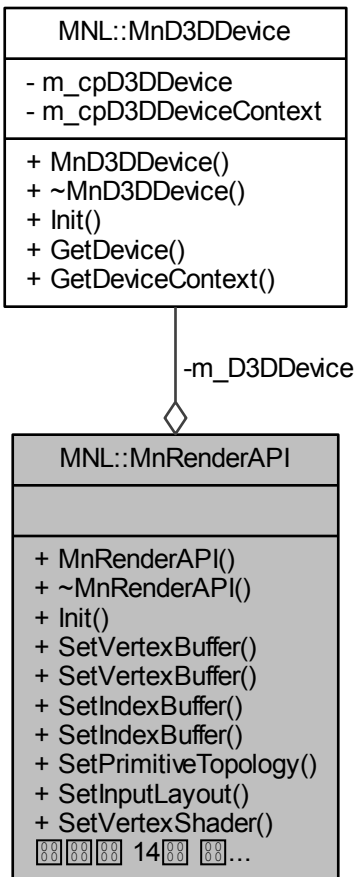 MNL::MnD3DDevice
- m_cpD3DDevice
- m_cpD3DDeviceContext
+ MnD3DDevice()
+ ~MnD3DDevice()
+ Init()
+ GetDevice()
+ GetDeviceContext()
-m_D3DDevice
MNL::MnRenderAPI
+ MnRenderAPI()
+ ~MnRenderAPI()
+ Init()
+ SetVertexBuffer()
+ SetVertexBuffer()
+ SetIndexBuffer()
+ SetIndexBuffer()
+ SetPrimitiveTopology()
+ SetInputLayout()
+ SetVertexShader()
14 ...